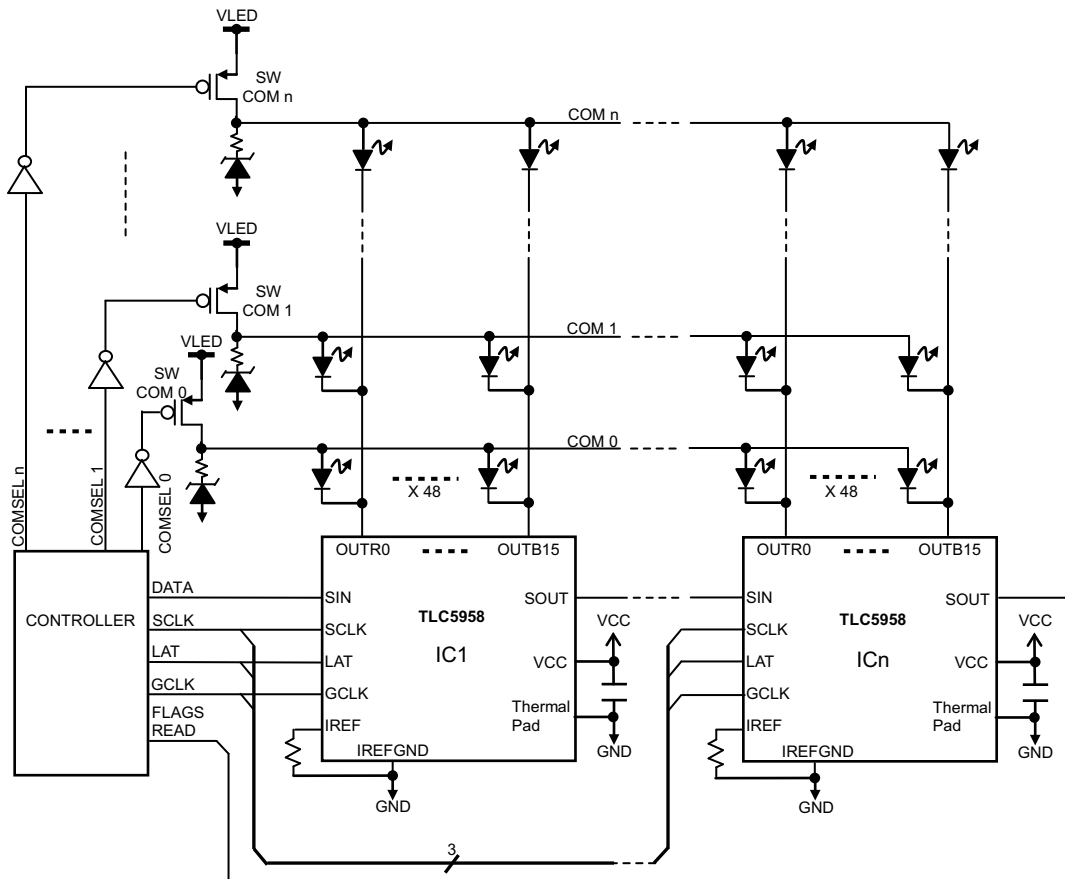 VLED
SW
COM n
COM n
VLED
SW
COM 1
COM 1
VLED
SW
COM 0
COM 0
X 48
X 48
COMSEL n
COMSEL 1
COMSEL 0
CONTROLLER
DATA
SCLK
LAT
GCLK
FLAGS
READ
OUTR0
OUTB15
SIN
SCLK
LAT
GCLK
IREF
IREFGND
TLC5958
IC1
SOUT
VCC
Thermal
Pad
VCC
GND
GND
OUTR0
OUTB15
SIN
SCLK
LAT
GCLK
IREF
IREFGND
TLC5958
ICn
SOUT
VCC
Thermal
Pad
VCC
GND
GND
3